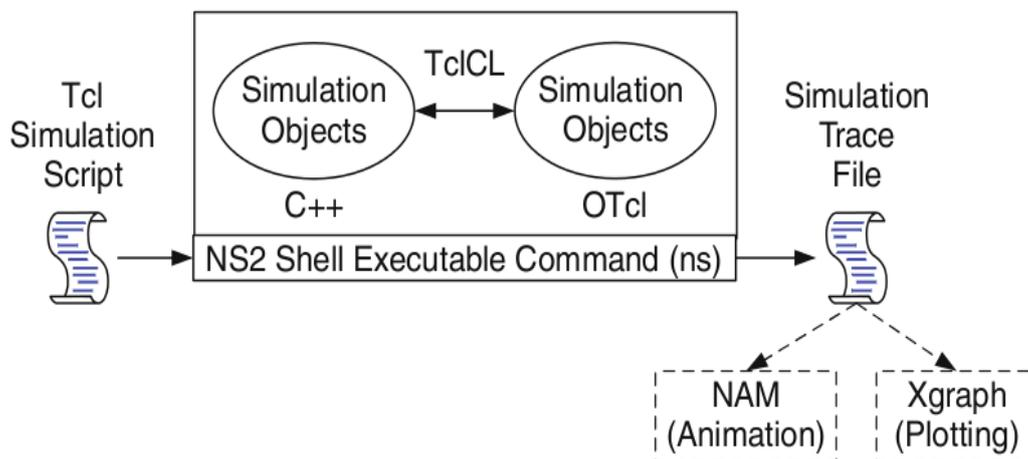 Tcl
Simulation
Script
TclCL
Simulation
Objects
Simulation
Objects
C++
OTcl
NS2 Shell Executable Command (ns)
Simulation
Trace
File
NAM
(Animation)
Xgraph
(Plotting)